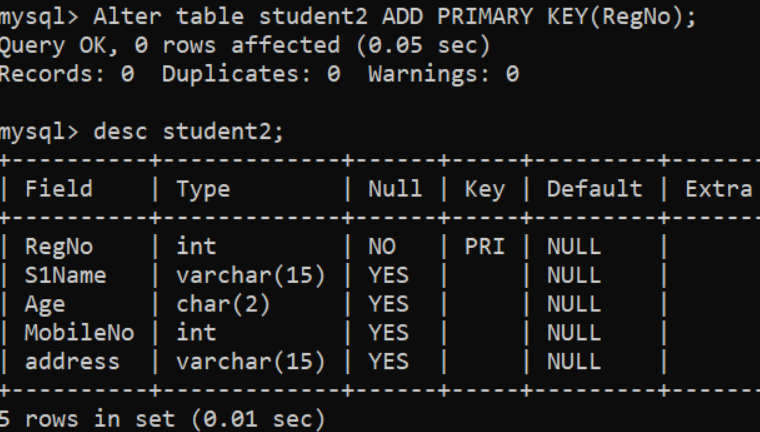 mysql> Alter table student2 ADD PRIMARY KEY(RegNo);
Query OK, 0 rows affected (0.05 sec)
Records: 0  Duplicates: 0  Warnings: 0
mysql> desc student2;
+----------+-------------+------+-----+---------+-------
| Field    | Type        | Null | Key | Default | Extra
+----------+-------------+------+-----+---------+-------
| RegNo    | int         | NO   | PRI | NULL    |
| S1Name   | varchar(15) | YES  |     | NULL    |
| Age      | char(2)     | YES  |     | NULL    |
| MobileNo | int         | YES  |     | NULL    |
| address  | varchar(15) | YES  |     | NULL    |
+----------+-------------+------+-----+---------+-------
5 rows in set (0.01 sec)